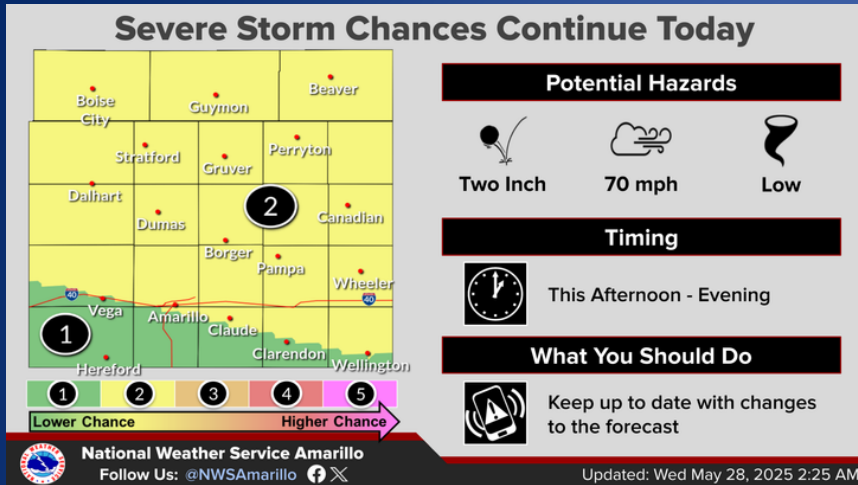 Severe Storm Chances Continue Today
Boise
City
Guymon
Beaver
Stratford
Gruver
Perryton
Dalhart
Dumas
2
Canadian
Borger
Pampa
Wheeler
40
40
Vega
Amarillo
Claude
1
Clarendon
Hereford
Wellington
1 2 3 4 5
Lower Chance Higher Chance
Potential Hazards
Two Inch 70 mph Low
Timing
This Afternoon - Evening
What You Should Do
Keep up to date with changes
to the forecast
NATIONAL WEATHER SERVICE
National Weather Service Amarillo
Follow Us: @NWSAmarillo
Updated: Wed May 28, 2025 2:25 AM